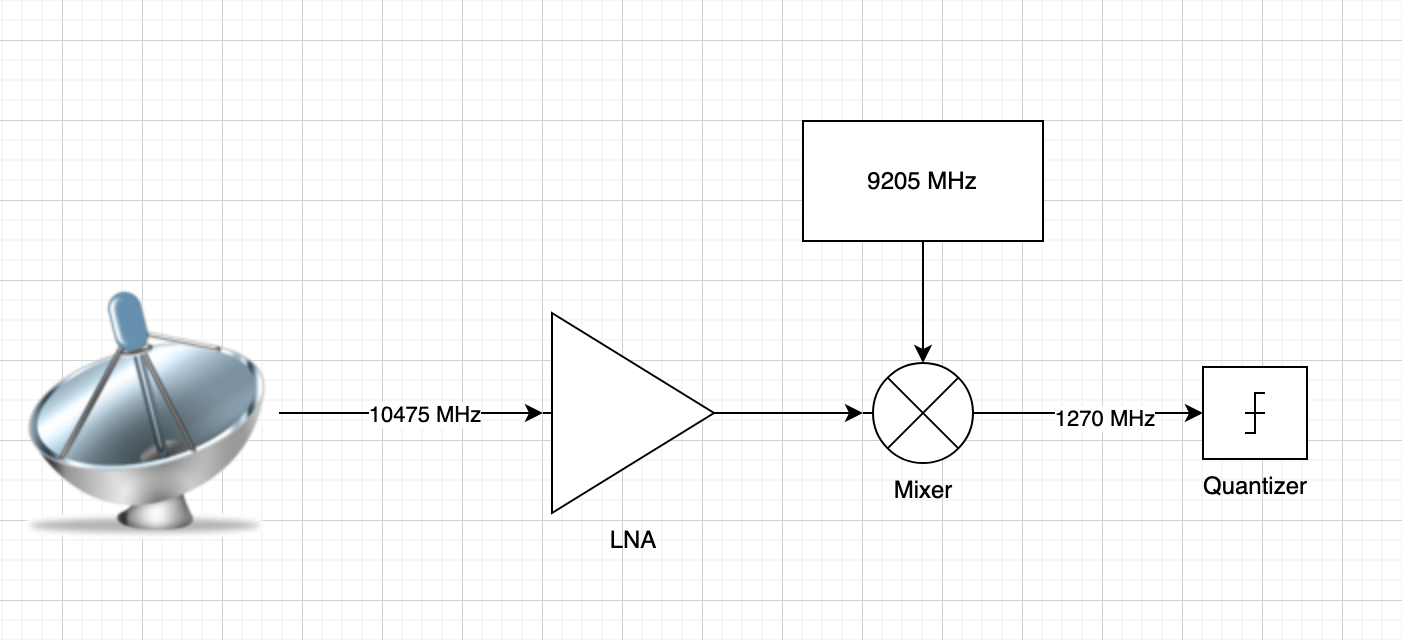 9205 MHz
10475 MHz
1270 MHz
Mixer
Quantizer
LNA